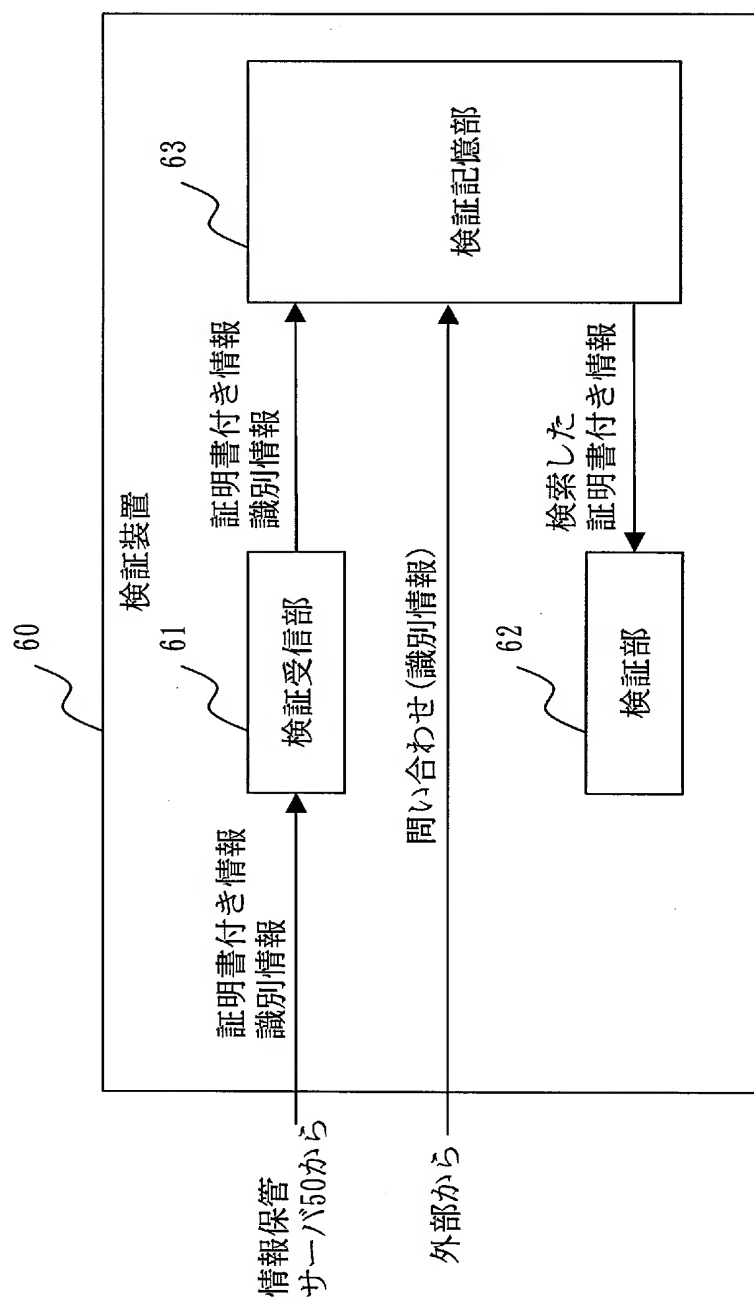 60
検証装置
情報保管
サーバ50から
証明書付き情報
識別情報
61
検証受信部
証明書付き情報
識別情報
63
検証記憶部
外部から
問い合わせ(識別情報)
検索した
証明書付き情報
62
検証部